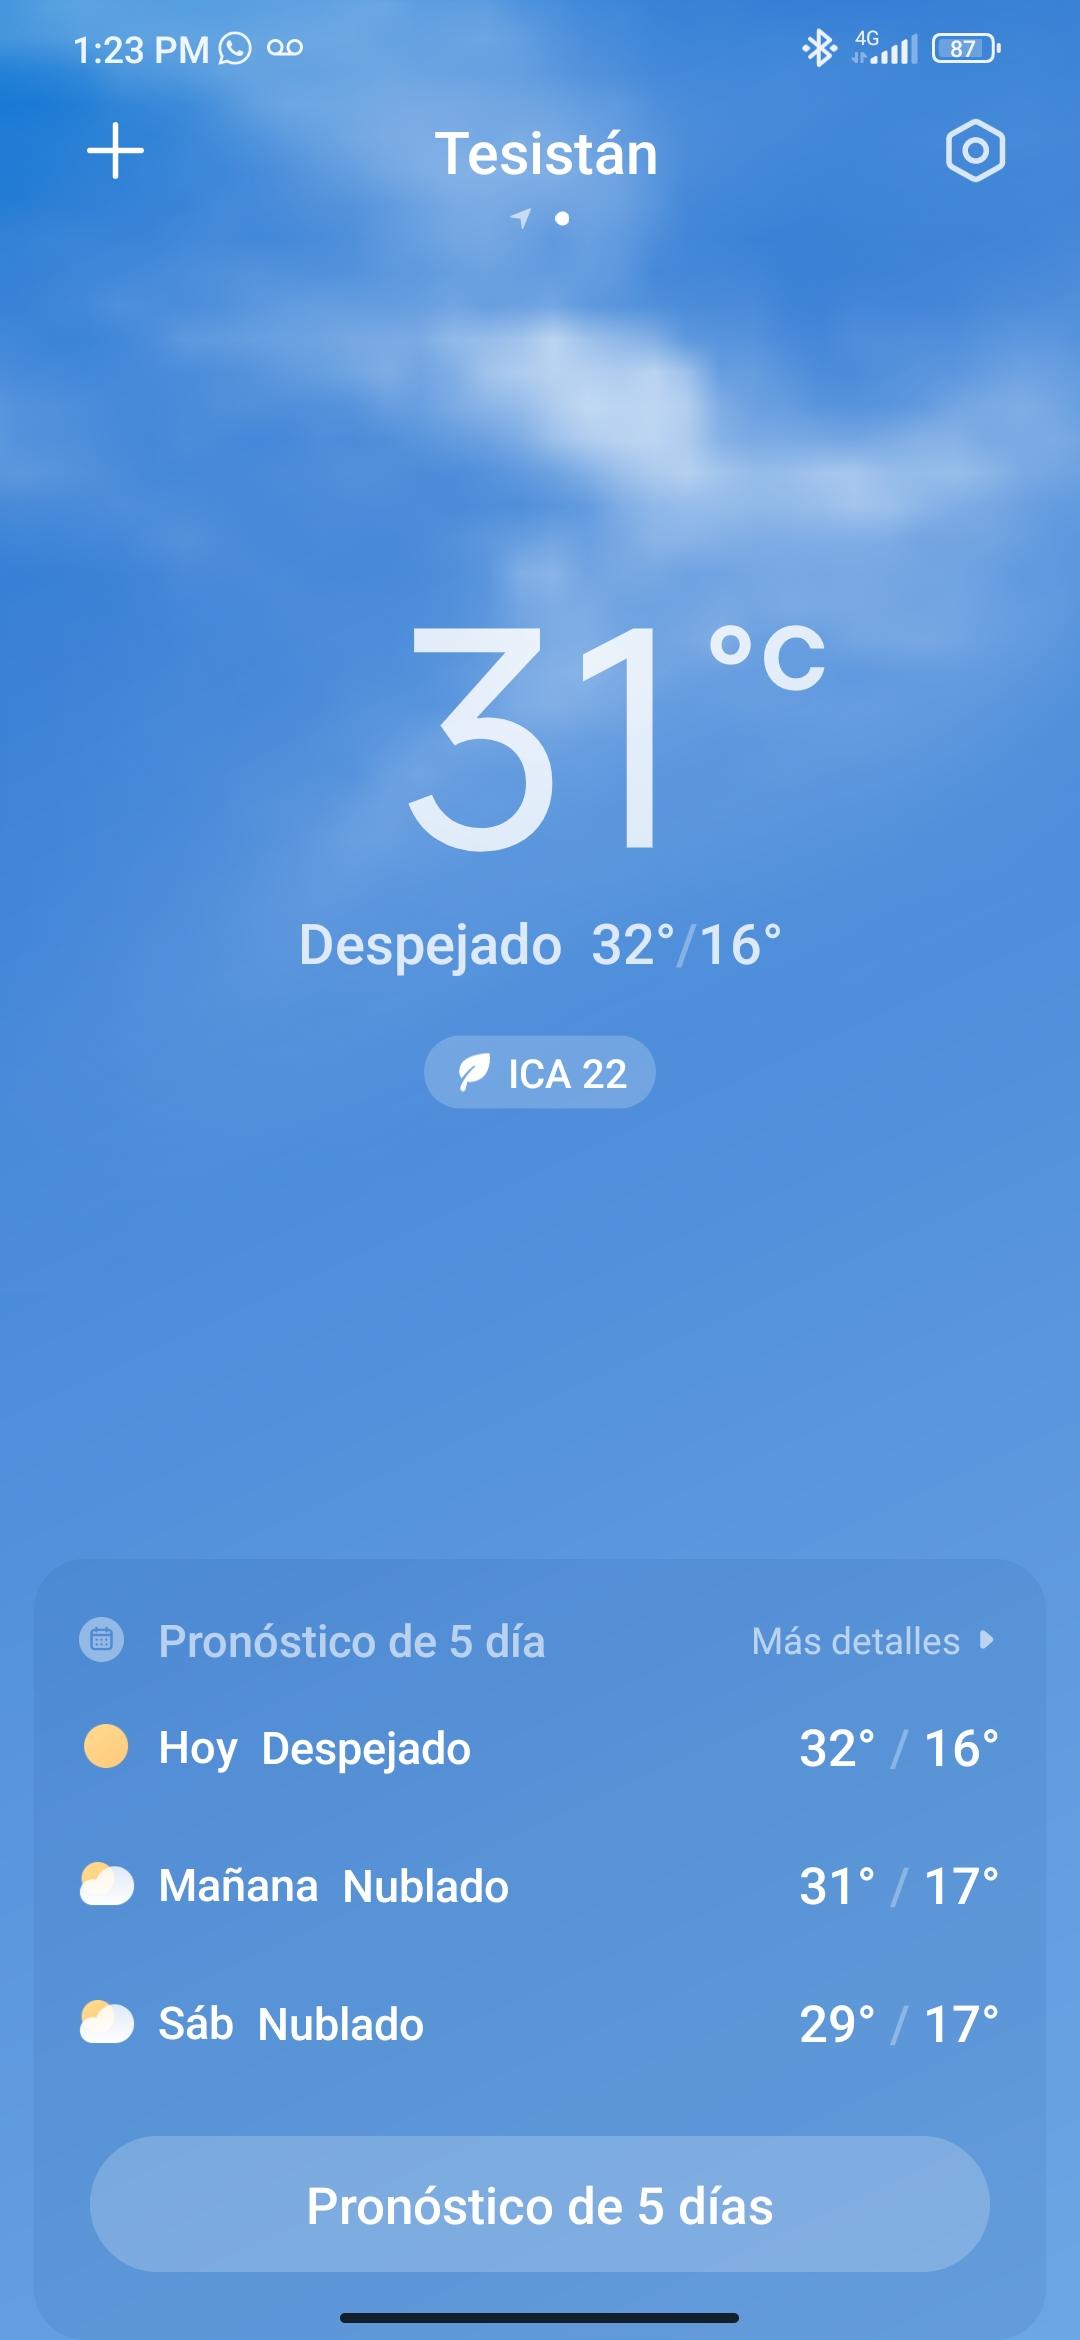 1:23 PM 4G 87
Tesistán
31°C
Despejado 32°/16°
ICA 22
Pronóstico de 5 día Más detalles
Hoy Despejado 32° / 16°
Mañana Nublado 31° / 17°
Sáb Nublado 29° / 17°
Pronóstico de 5 días